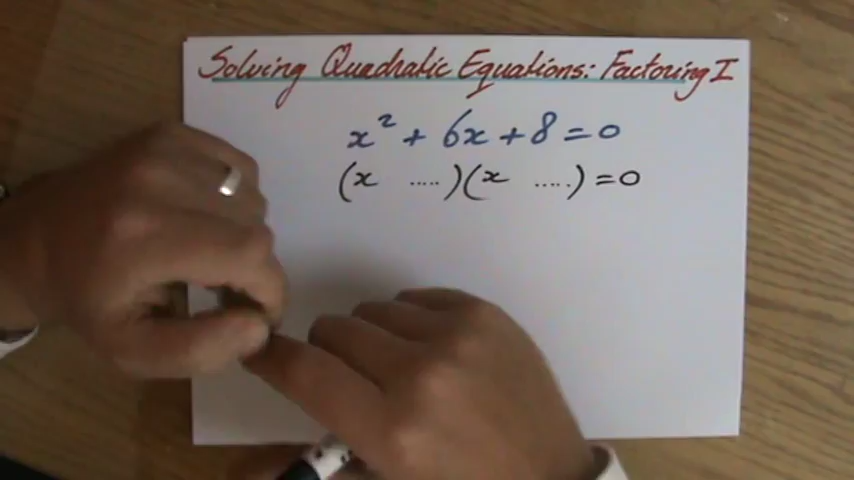 Solving Quadratic Equations: Factoring I
x² + 6x + 8 = 0
(x .....)(x .....) = 0